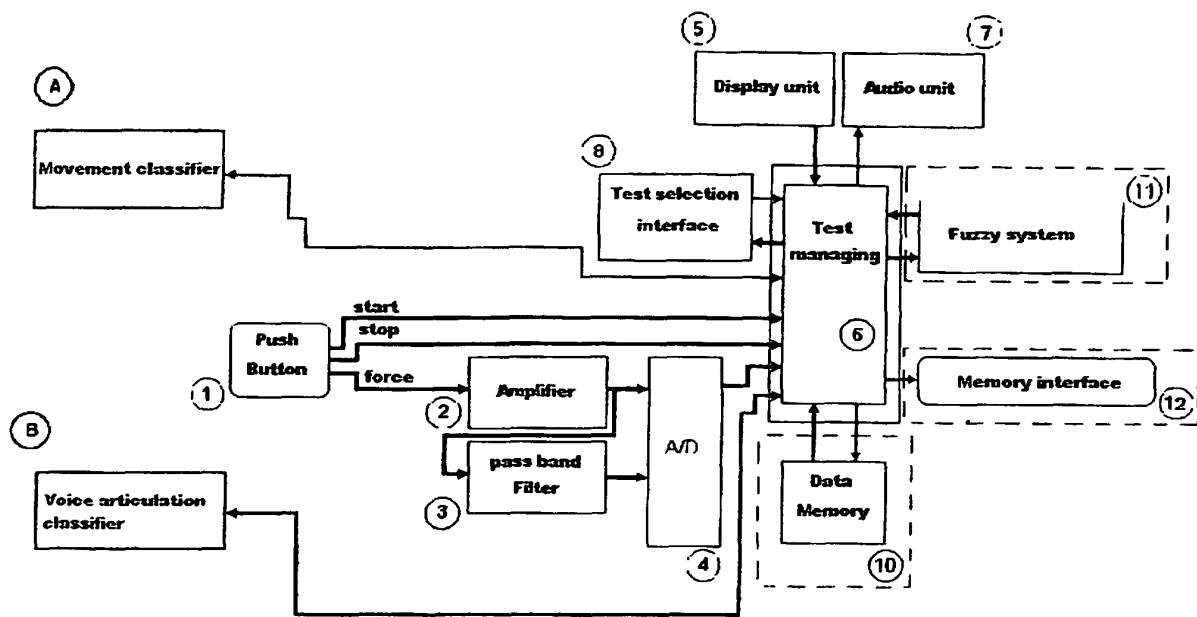 5
7
Display unit
Audio unit
A
Movement classifier
8
Test selection
interface
Test
managing
11
Fuzzy system
start
stop
force
Push
Button
1
6
Amplifier
2
A/D
Memory interface
12
B
pass band
Filter
3
Voice articulation
classifier
Data
Memory
4
10